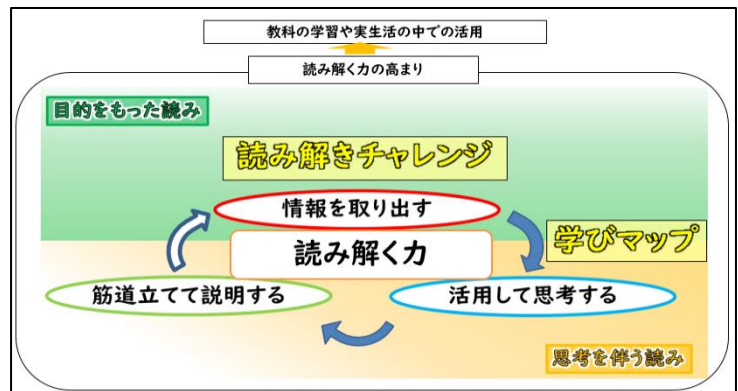 教科の学習や実生活の中での活用
読み解く力の高まり
目的をもった読み
読み解きチャレンジ
情報を取り出す
学びマップ
読み解く力
筋道立てて説明する
活用して思考する
思考を伴う読み